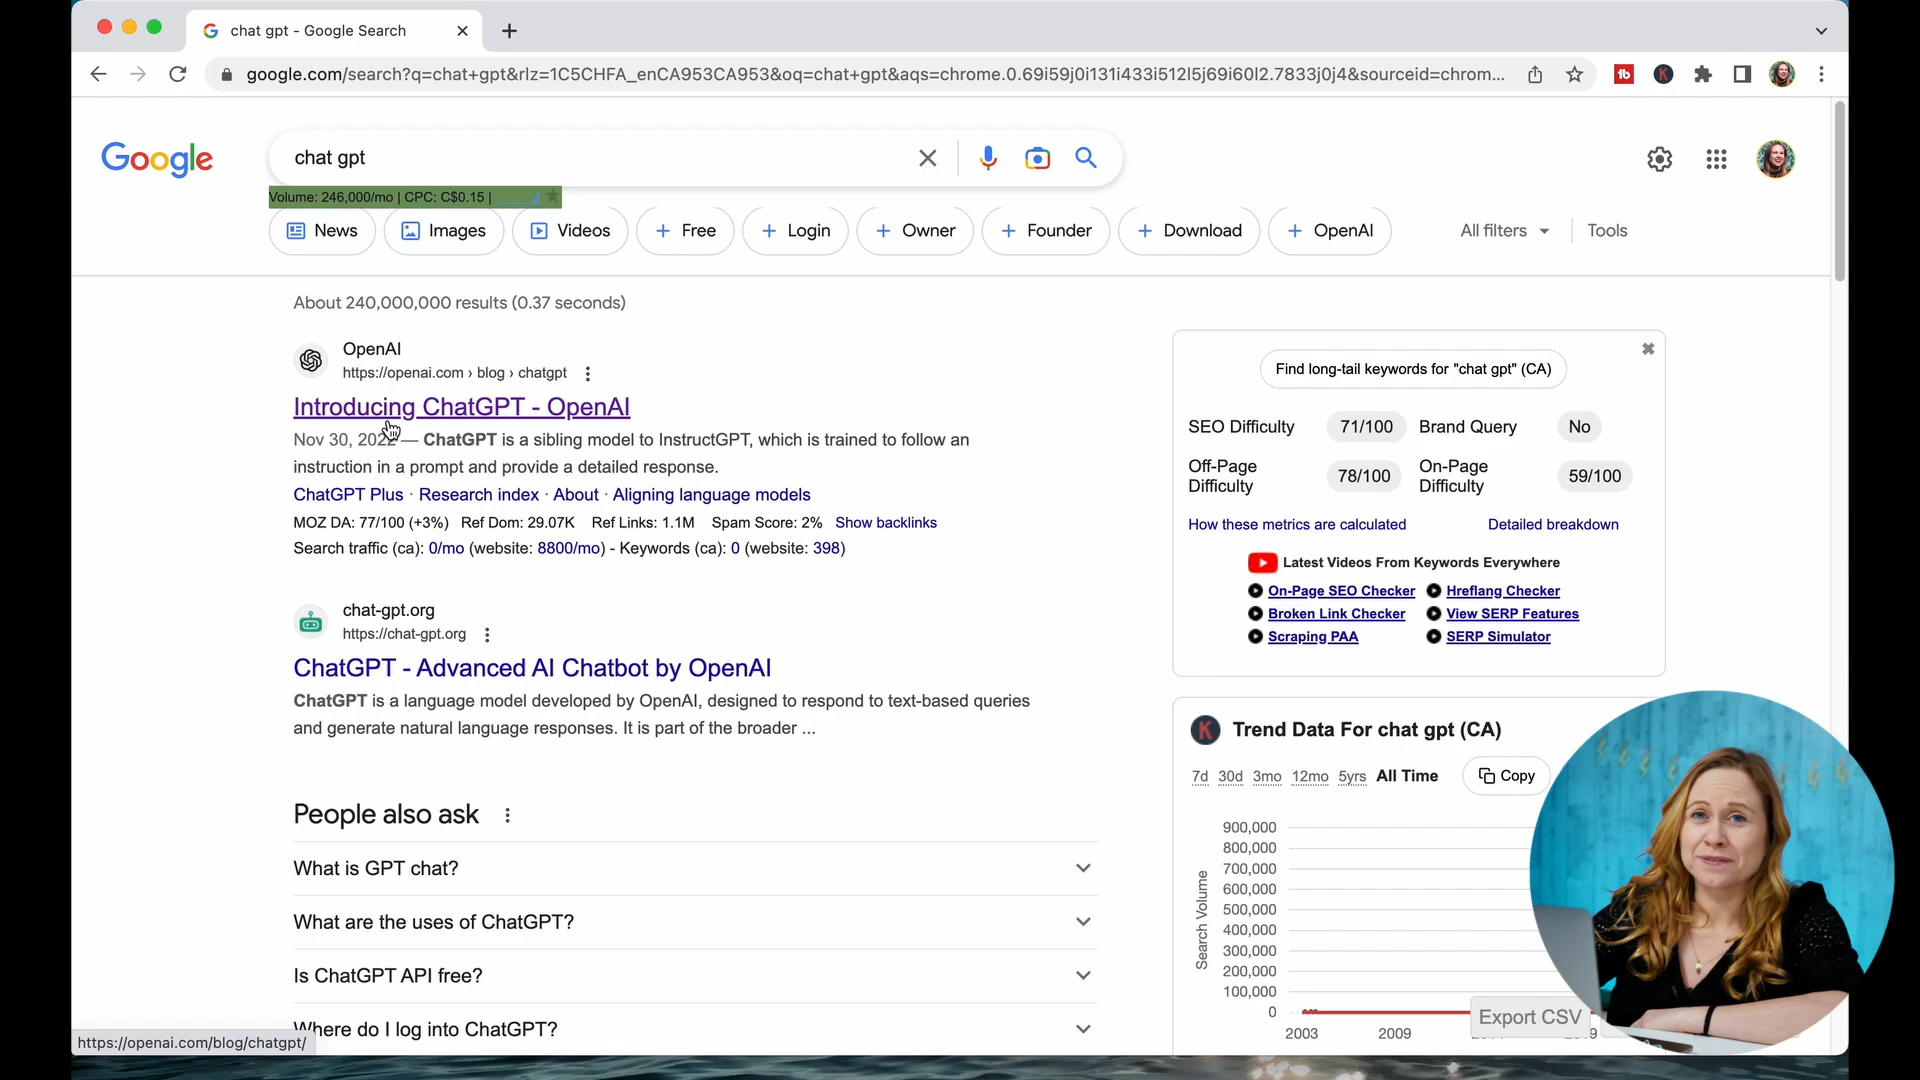 chat gpt - Google Search
google.com/search?q=chat+gpt&rlz=1C5CHFA_enCA953CA953&oq=chat+gpt&aqs=chrome.0.69i59j0i131i433i512l5j69i60l2.7833j0j4&sourceid=chrom...
Google
chat gpt
Volume: 246,000/mo | CPC: C$0.15 |
News
Images
Videos
+ Free
+ Login
+ Owner
+ Founder
+ Download
+ OpenAI
All filters
Tools
About 240,000,000 results (0.37 seconds)
OpenAI
https://openai.com › blog › chatgpt
Introducing ChatGPT - OpenAI
Nov 30, 2022 — ChatGPT is a sibling model to InstructGPT, which is trained to follow an
instruction in a prompt and provide a detailed response.
ChatGPT Plus · Research index · About · Aligning language models
MOZ DA: 77/100 (+3%) Ref Dom: 29.07K Ref Links: 1.1M Spam Score: 2% Show backlinks
Search traffic (ca): 0/mo (website: 8800/mo) - Keywords (ca): 0 (website: 398)
chat-gpt.org
https://chat-gpt.org
ChatGPT - Advanced AI Chatbot by OpenAI
ChatGPT is a language model developed by OpenAI, designed to respond to text-based queries
and generate natural language responses. It is part of the broader ...
People also ask
What is GPT chat?
What are the uses of ChatGPT?
Is ChatGPT API free?
Where do I log into ChatGPT?
https://openai.com/blog/chatgpt/
Find long-tail keywords for "chat gpt" (CA)
SEO Difficulty 71/100 Brand Query No
Off-Page
Difficulty
78/100
On-Page
Difficulty
59/100
How these metrics are calculated
Detailed breakdown
Latest Videos From Keywords Everywhere
On-Page SEO Checker
Hreflang Checker
Broken Link Checker
View SERP Features
Scraping PAA
SERP Simulator
K
Trend Data For chat gpt (CA)
7d 30d 3mo 12mo 5yrs All Time
Copy
Search Volume
900,000
800,000
700,000
600,000
500,000
400,000
300,000
200,000
100,000
0
2003
2009
Export CSV